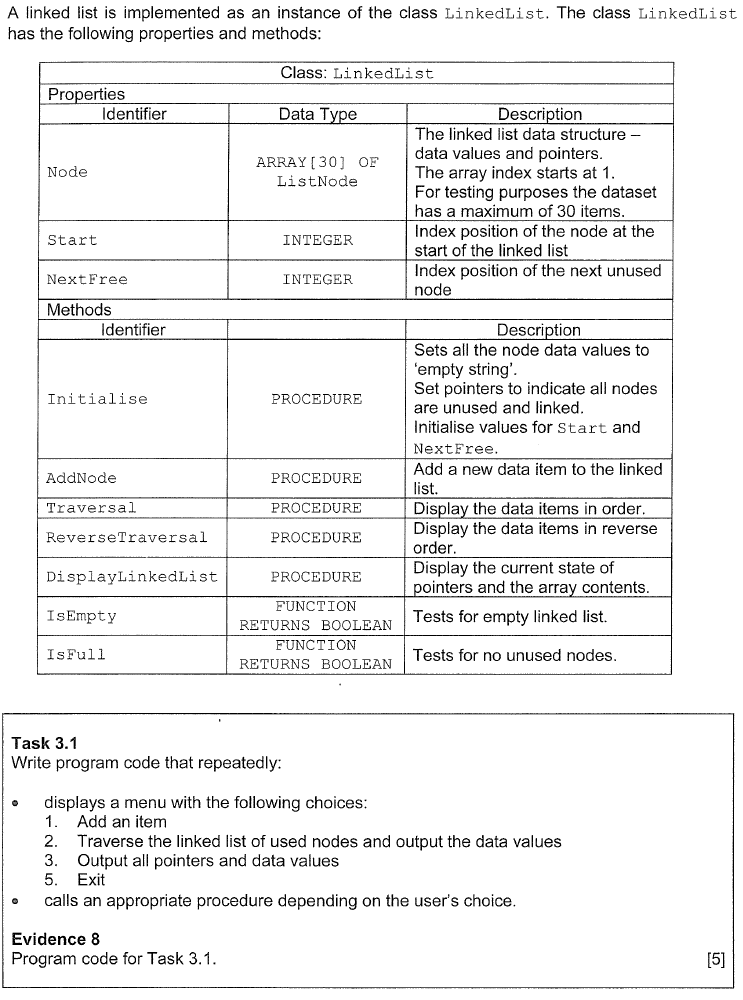 A linked list is implemented as an instance of the class LinkedList. The class LinkedList
has the following properties and methods:
Class: LinkedList
Properties
Identifier Data Type Description
Node ARRAY[30] OF ListNode The linked list data structure –
data values and pointers.
The array index starts at 1.
For testing purposes the dataset
has a maximum of 30 items.
Start INTEGER Index position of the node at the
start of the linked list
NextFree INTEGER Index position of the next unused
node
Methods
Identifier Description
Initialise PROCEDURE Sets all the node data values to
'empty string'.
Set pointers to indicate all nodes
are unused and linked.
Initialise values for Start and
NextFree.
AddNode PROCEDURE Add a new data item to the linked
list.
Traversal PROCEDURE Display the data items in order.
ReverseTraversal PROCEDURE Display the data items in reverse
order.
DisplayLinkedList PROCEDURE Display the current state of
pointers and the array contents.
IsEmpty FUNCTION RETURNS BOOLEAN Tests for empty linked list.
IsFull FUNCTION RETURNS BOOLEAN Tests for no unused nodes.
Task 3.1
Write program code that repeatedly:
• displays a menu with the following choices:
1. Add an item
2. Traverse the linked list of used nodes and output the data values
3. Output all pointers and data values
5. Exit
• calls an appropriate procedure depending on the user's choice.
Evidence 8
Program code for Task 3.1. [5]